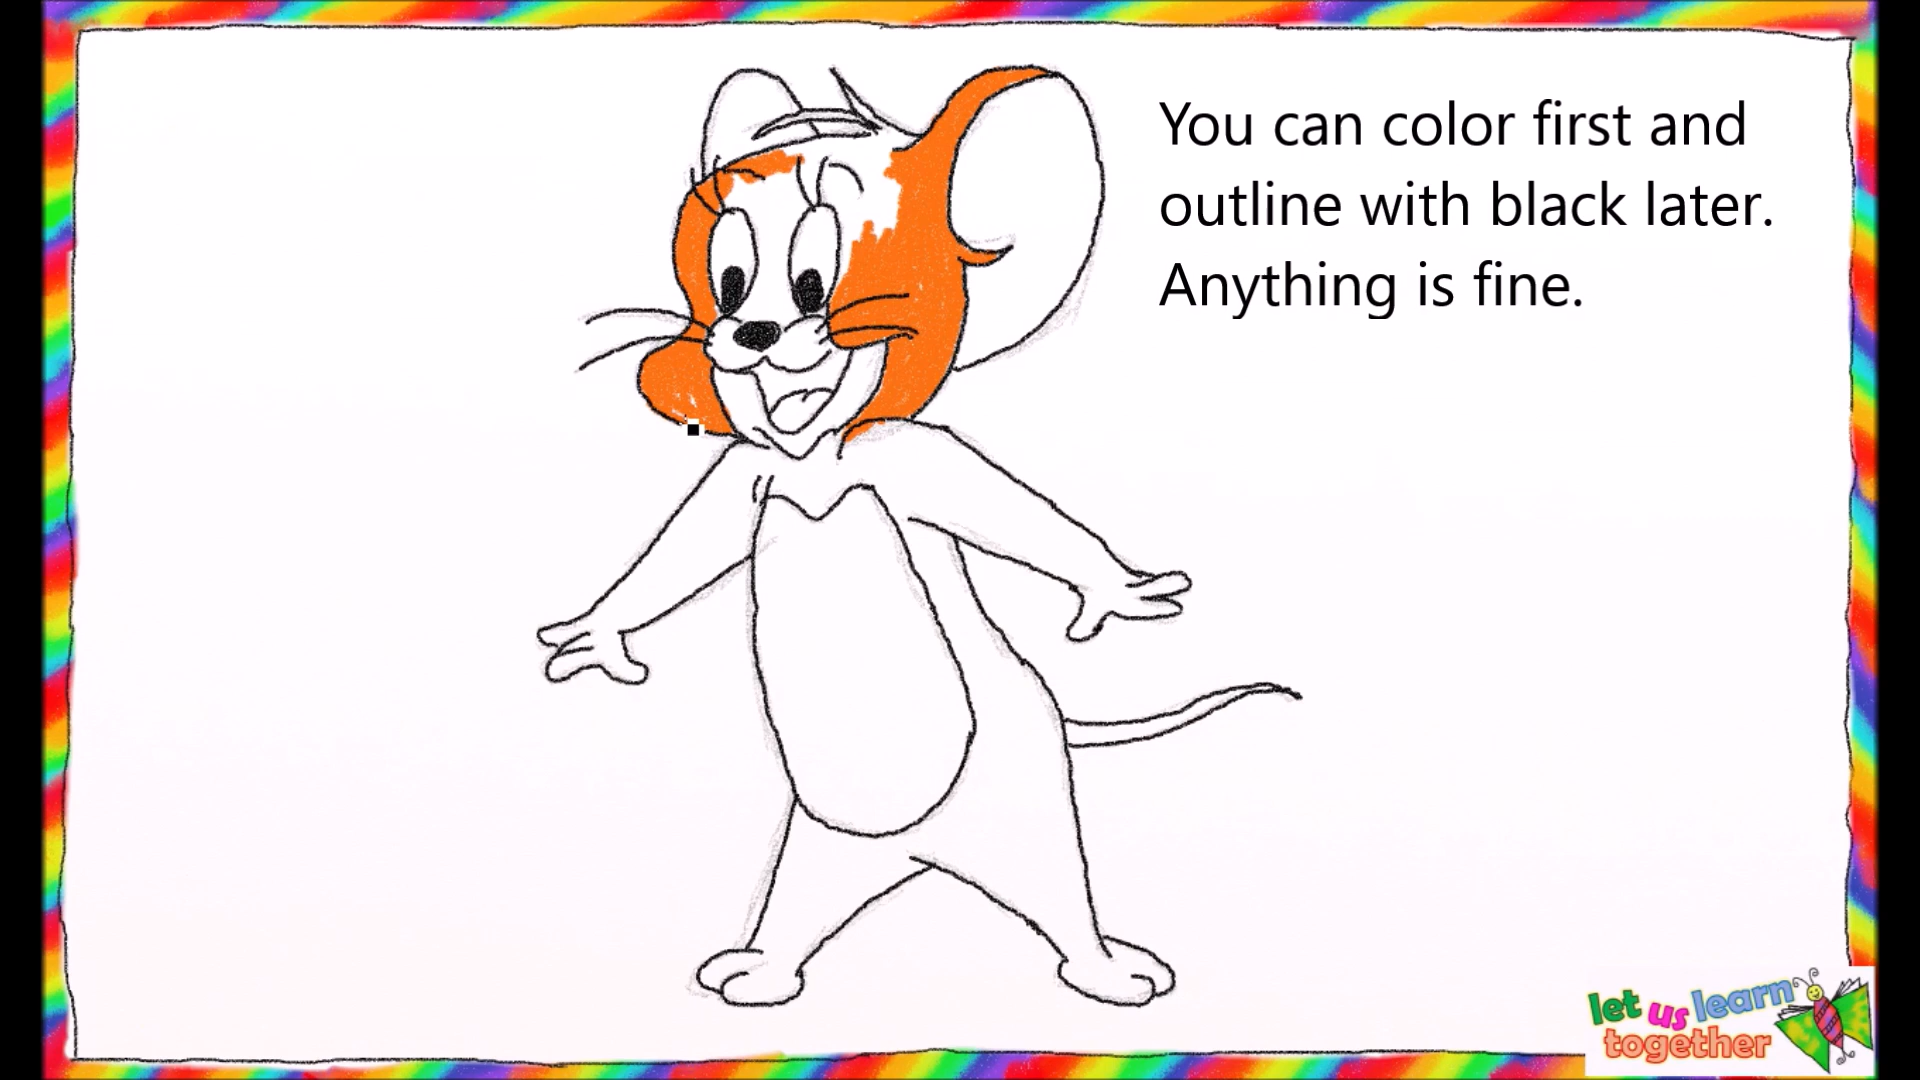 You can color first and
outline with black later.
Anything is fine.
let us learn
together